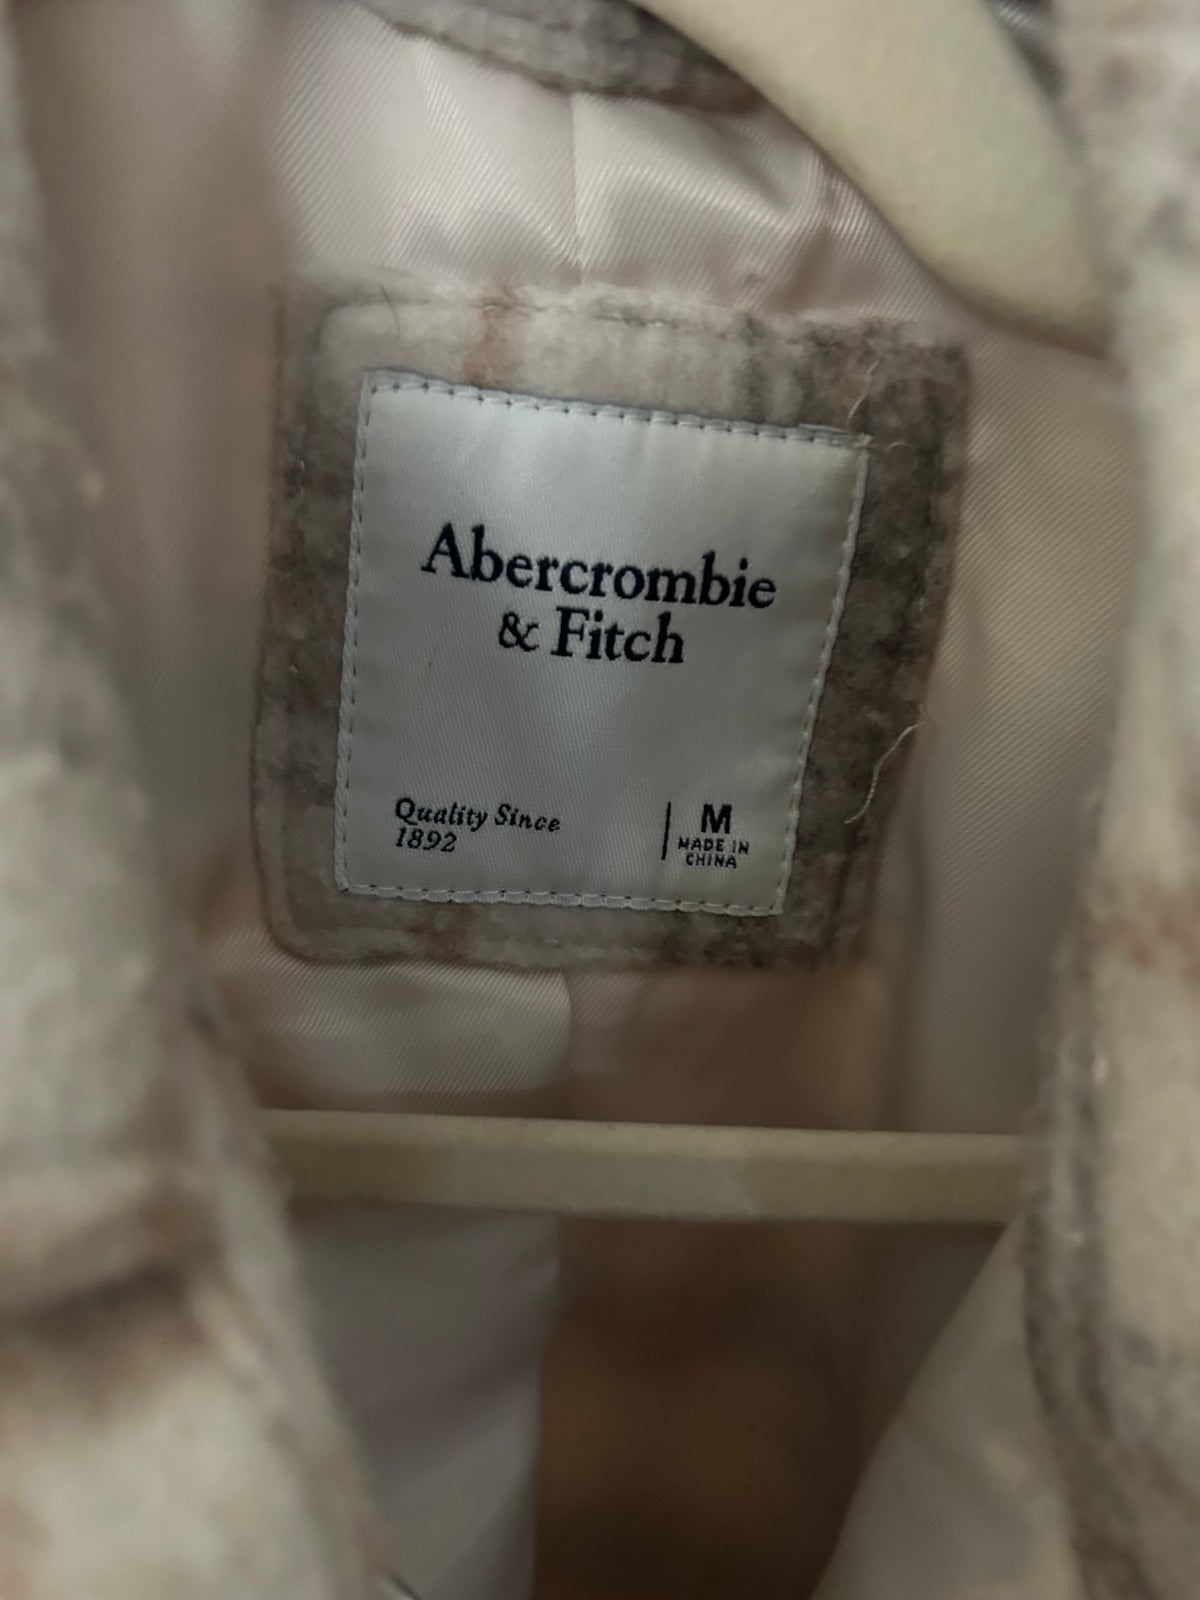 Abercrombie
& Fitch
Quality Since
1892
M
MADE IN
CHINA